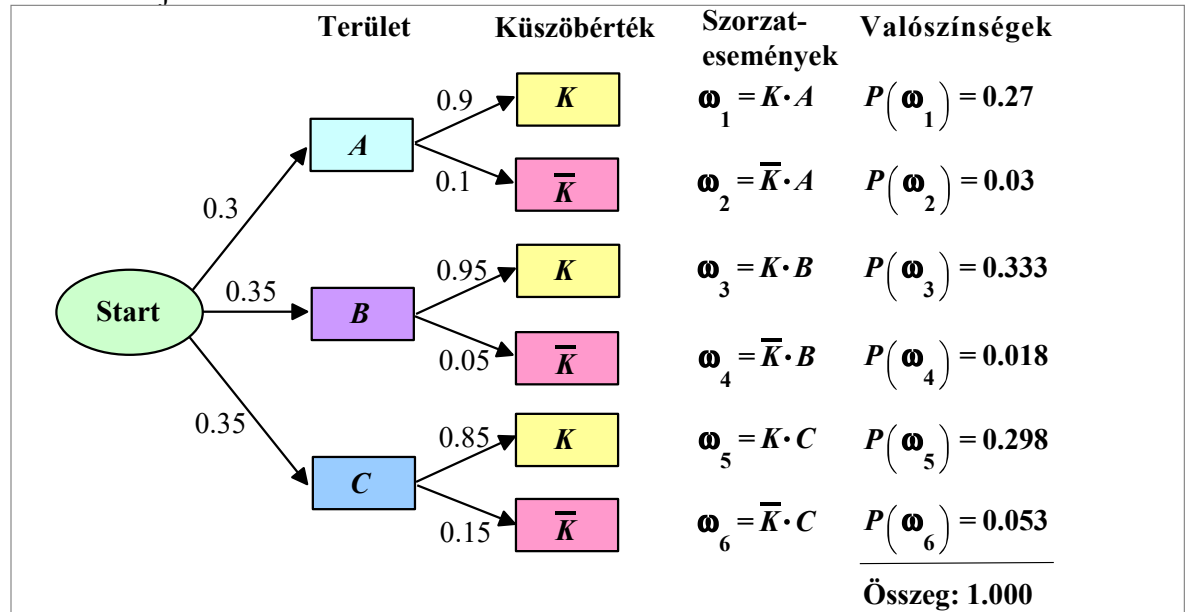 Terület Küszöbérték Szorzat- Valószínségek
események
0.9 K ω1 = K·A P(ω1) = 0.27
A
0.1 K̅ ω2 = K̅·A P(ω2) = 0.03
0.3
0.95 K ω3 = K·B P(ω3) = 0.333
Start 0.35 B
0.05 K̅ ω4 = K̅·B P(ω4) = 0.018
0.35
0.85 K ω5 = K·C P(ω5) = 0.298
C
0.15 K̅ ω6 = K̅·C P(ω6) = 0.053
Összeg: 1.000